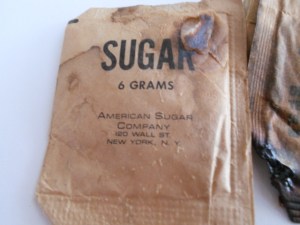 SUGAR
6 GRAMS
AMERICAN SUGAR
COMPANY
120 WALL ST.
NEW YORK, N. Y.